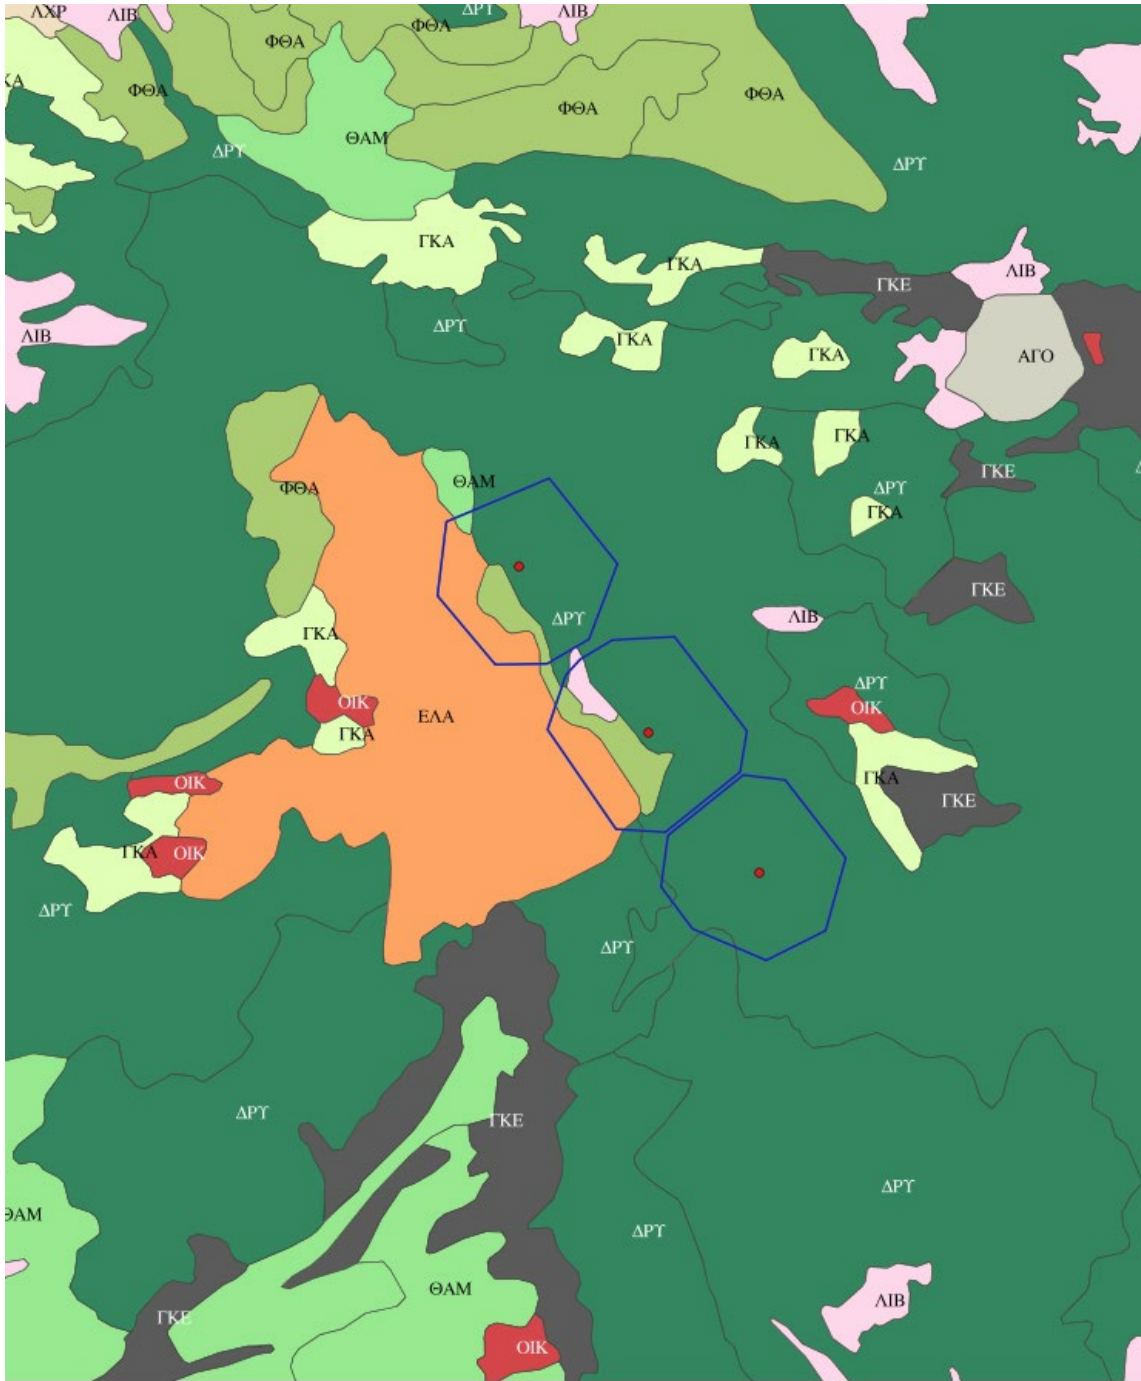 ΛΧΡ
ΛΙΒ
ΔΡΥ
ΛΙΒ
ΦΘΑ
ΦΘΑ
ΚΑ
ΦΘΑ
ΦΘΑ
ΦΘΑ
ΘΑΜ
ΔΡΥ
ΔΡΥ
ΓΚΑ
ΓΚΑ
ΛΙΒ
ΓΚΕ
ΔΡΥ
ΛΙΒ
ΓΚΑ
ΓΚΑ
ΑΓΟ
ΓΚΑ
ΓΚΑ
ΓΚΕ
ΘΑΜ
ΦΘΑ
ΔΡΥ
ΓΚΑ
ΓΚΕ
ΔΡΥ
ΛΙΒ
ΓΚΑ
ΔΡΥ
ΟΙΚ
ΟΙΚ
ΕΛΑ
ΓΚΑ
ΟΙΚ
ΓΚΑ
ΓΚΕ
ΓΚΑ
ΟΙΚ
ΔΡΥ
ΔΡΥ
ΔΡΥ
ΓΚΕ
ΔΡΥ
ΘΑΜ
ΔΡΥ
ΘΑΜ
ΛΙΒ
ΓΚΕ
ΟΙΚ